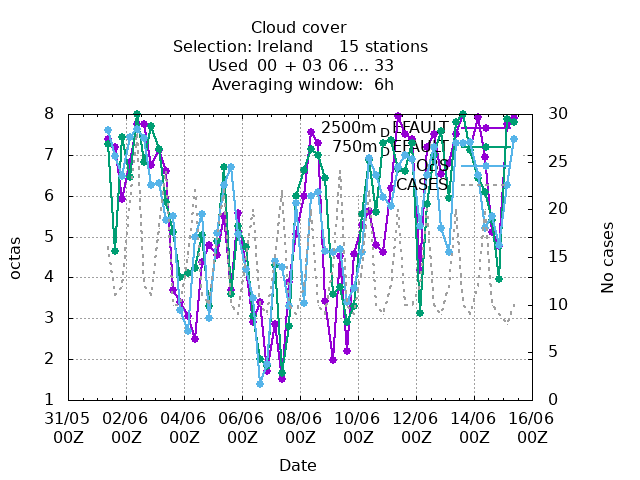 Cloud cover
Selection: Ireland 15 stations
Used 00 + 03 06 ... 33
Averaging window: 6h
8 30
7 25
6 20
5 15
4
3 10
2 5
1 0
octas
No cases
2500m_DEFAULT
750m_DEFAULT
ObS
CASES
31/05 02/06 04/06 06/06 08/06 10/06 12/06 14/06 16/06
00Z 00Z 00Z 00Z 00Z 00Z 00Z 00Z 00Z
Date